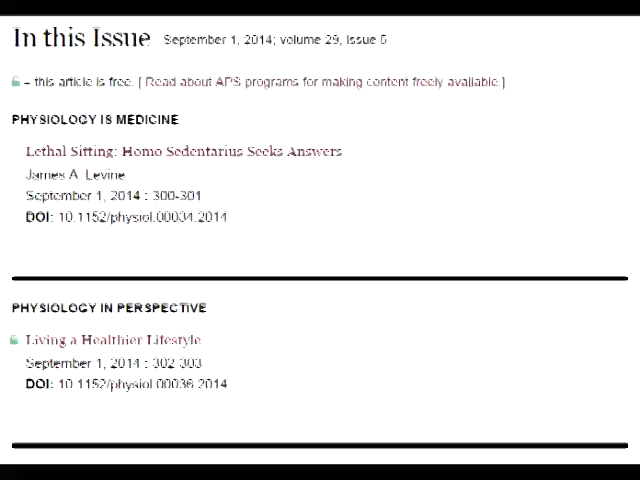 In this Issue September 1, 2014; volume 29, issue 5
- this article is free. [ Read about APS programs for making content freely available.]
PHYSIOLOGY IS MEDICINE
Lethal Sitting: Homo Sedentarius Seeks Answers
James A. Levine
September 1, 2014 : 300-301
DOI: 10.1152/physiol.00034.2014
PHYSIOLOGY IN PERSPECTIVE
Living a Healthier Lifestyle
September 1, 2014 : 302-303
DOI: 10.1152/physiol.00036.2014